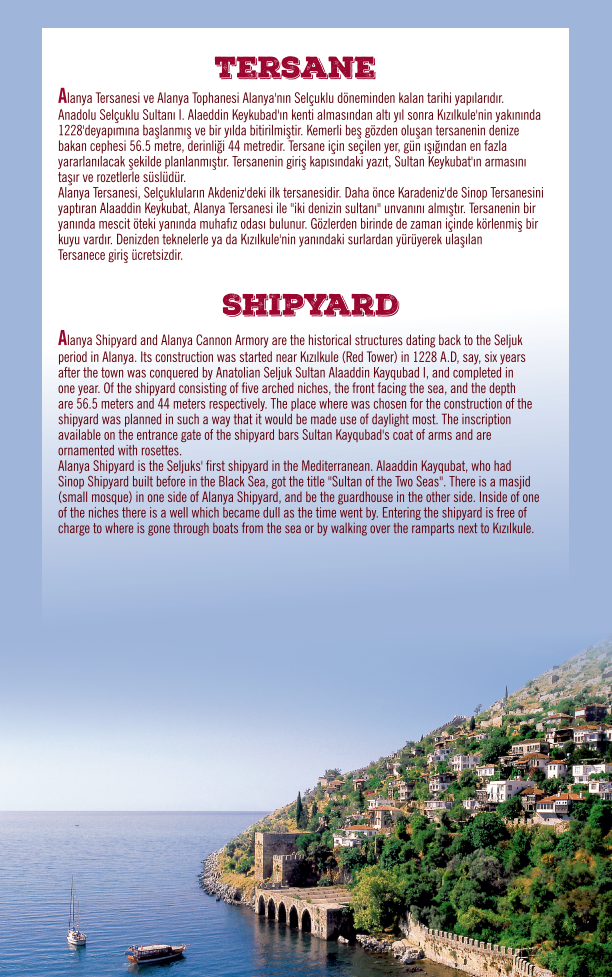 TERSANE
Alanya Tersanesi ve Alanya Tophanesi Alanya'nın Selçuklu döneminden kalan tarihi yapılarıdır.
Anadolu Selçuklu Sultanı I. Alaeddin Keykubad'ın kenti almasından altı yıl sonra Kızılkule'nin yakınında
1228'deyapımına başlanmış ve bir yılda bitirilmiştir. Kemerli beş gözden oluşan tersanenin denize
bakan cephesi 56.5 metre, derinliği 44 metredir. Tersane için seçilen yer, gün ışığından en fazla
yararlanılacak şekilde planlanmıştır. Tersanenin giriş kapısındaki yazıt, Sultan Keykubat'ın armasını
taşır ve rozetlerle süslüdür.
Alanya Tersanesi, Selçukluların Akdeniz'deki ilk tersanesidir. Daha önce Karadeniz'de Sinop Tersanesini
yaptıran Alaaddin Keykubat, Alanya Tersanesi ile "iki denizin sultanı" unvanını almıştır. Tersanenin bir
yanında mescit öteki yanında muhafız odası bulunur. Gözlerden birinde de zaman içinde körlenmiş bir
kuyu vardır. Denizden teknelerle ya da Kızılkule'nin yanındaki surlardan yürüyerek ulaşılan
Tersanece giriş ücretsizdir.
SHIPYARD
Alanya Shipyard and Alanya Cannon Armory are the historical structures dating back to the Seljuk
period in Alanya. Its construction was started near Kızılkule (Red Tower) in 1228 A.D, say, six years
after the town was conquered by Anatolian Seljuk Sultan Alaaddin Kayqubad I, and completed in
one year. Of the shipyard consisting of five arched niches, the front facing the sea, and the depth
are 56.5 meters and 44 meters respectively. The place where was chosen for the construction of the
shipyard was planned in such a way that it would be made use of daylight most. The inscription
available on the entrance gate of the shipyard bars Sultan Kayqubad's coat of arms and are
ornamented with rosettes.
Alanya Shipyard is the Seljuks' first shipyard in the Mediterranean. Alaaddin Kayqubat, who had
Sinop Shipyard built before in the Black Sea, got the title "Sultan of the Two Seas". There is a masjid
(small mosque) in one side of Alanya Shipyard, and be the guardhouse in the other side. Inside of one
of the niches there is a well which became dull as the time went by. Entering the shipyard is free of
charge to where is gone through boats from the sea or by walking over the ramparts next to Kızılkule.